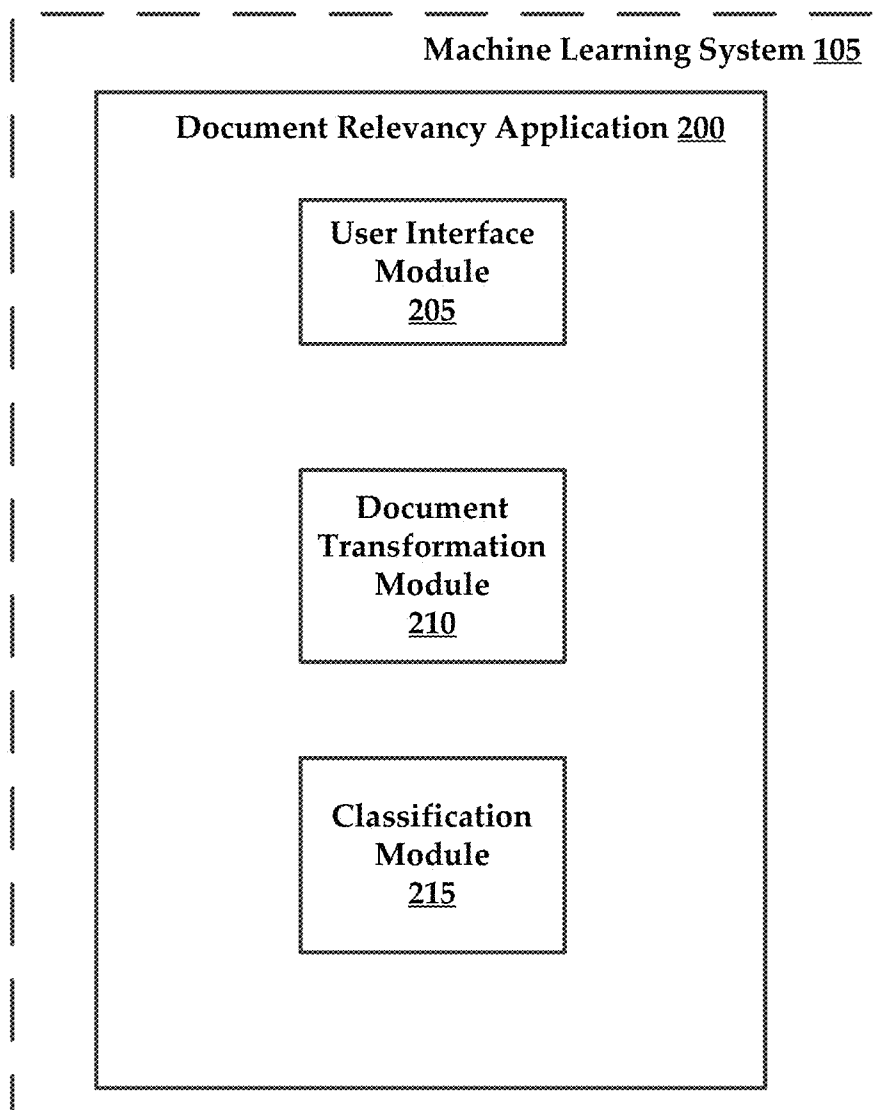 Machine Learning System 105
Document Relevancy Application 200
User Interface
Module
205
Document
Transformation
Module
210
Classification
Module
215